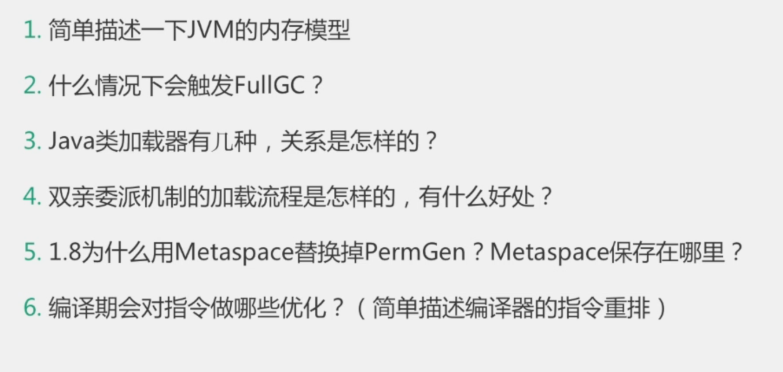 1. 简单描述一下JVM的内存模型
2. 什么情况下会触发FullGC？
3. Java类加载器有几种，关系是怎样的？
4. 双亲委派机制的加载流程是怎样的，有什么好处？
5. 1.8为什么用Metaspace替换掉PermGen？Metaspace保存在哪里？
6. 编译期会对指令做哪些优化？（简单描述编译器的指令重排）